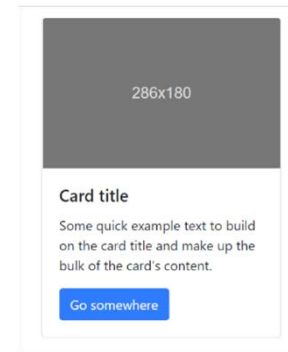 286x180
Card title
Some quick example text to build
on the card title and make up the
bulk of the card's content.
Go somewhere